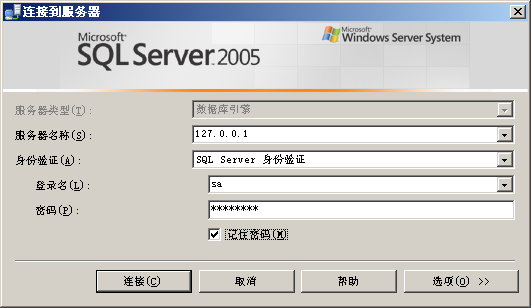 连接到服务器
Microsoft®
SQL Server 2005
Microsoft
Windows Server System
服务器类型(T):
数据库引擎
服务器名称(S):
127.0.0.1
身份验证(A):
SQL Server 身份验证
登录名(L):
sa
密码(P):
********
记住密码(M)
连接(C)
取消
帮助
选项(O) >>